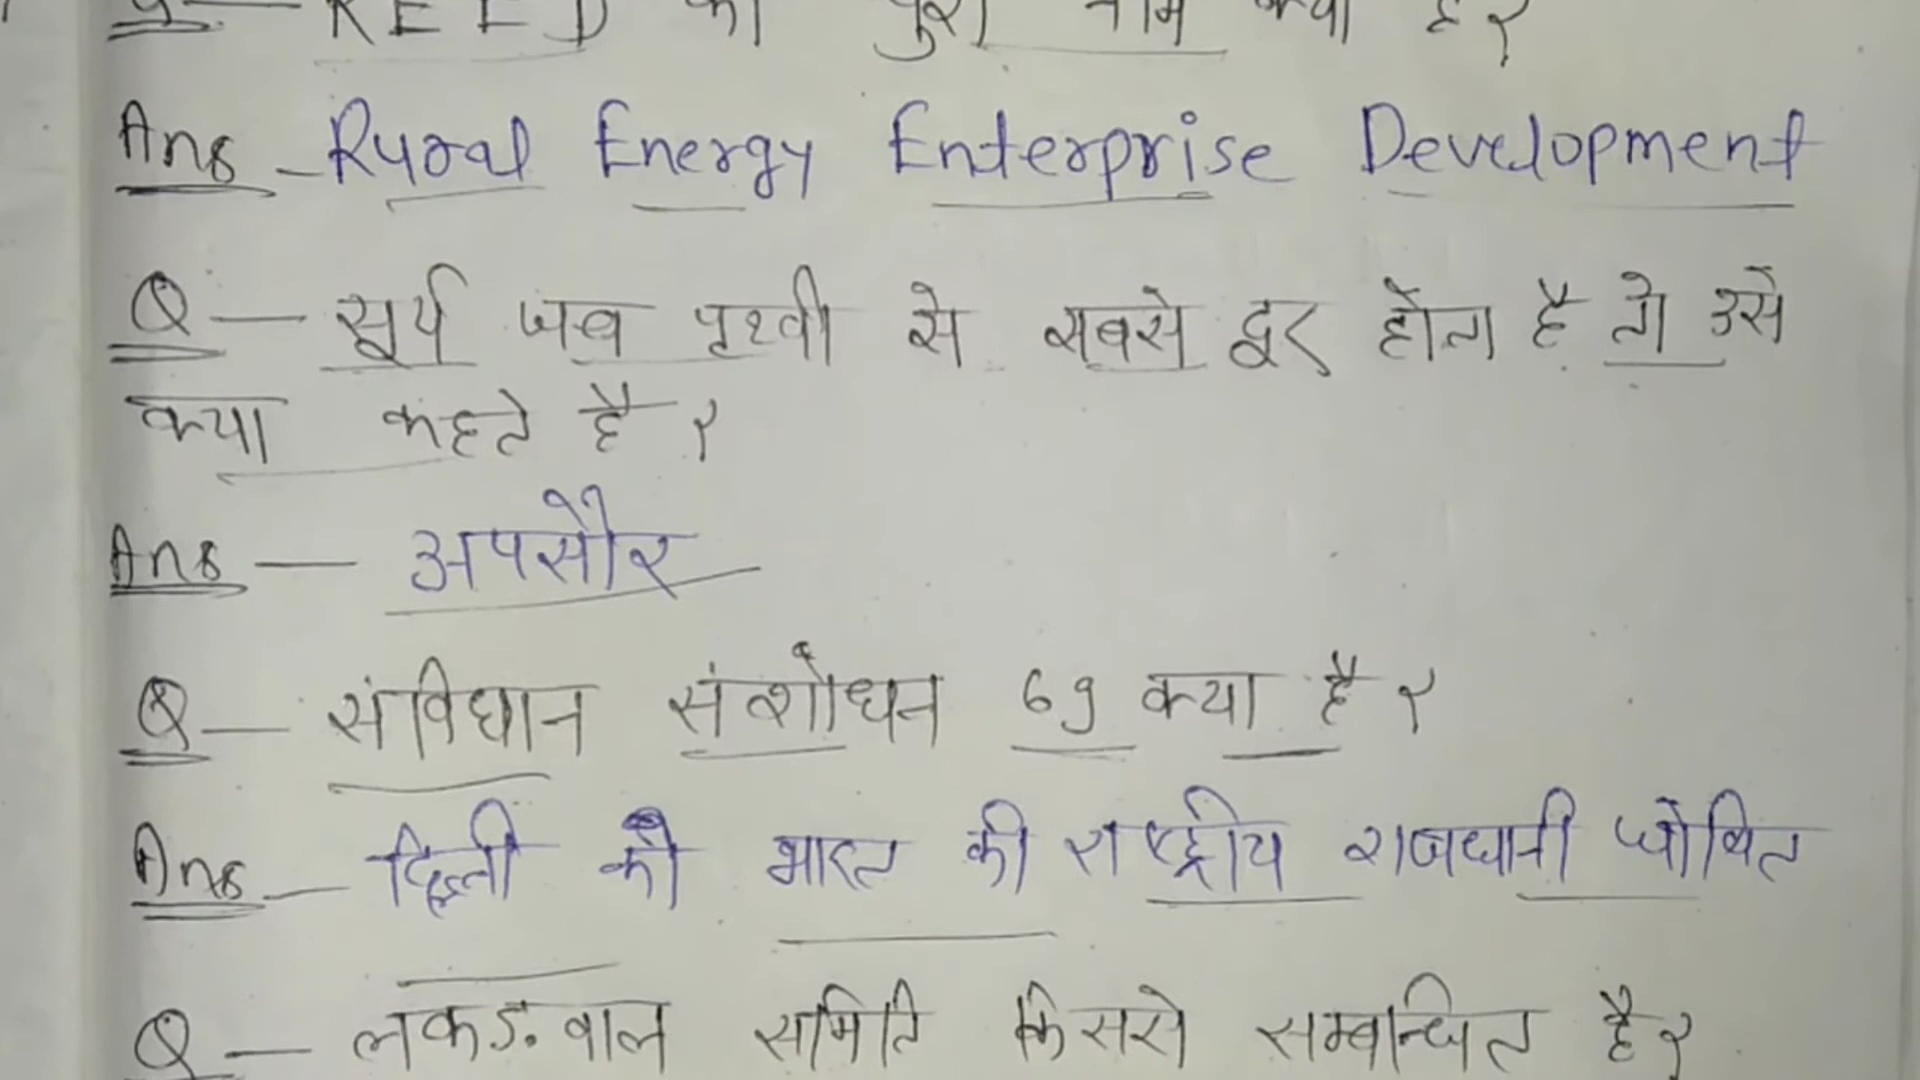 Q - REED का पुरा नाम क्या है?
Ans - Rural Energy Enterprise Development
Q - सूर्य जब पृथ्वी से सबसे दूर होता है तो उसे
क्या कहते है?
Ans - अपसौर
Q - संविधान संशोधन 69 क्या है?
Ans - दिल्ली को भारत की राष्ट्रीय राजधानी घोषित
Q - लकड़वाल समिति किससे सम्बन्धित है?